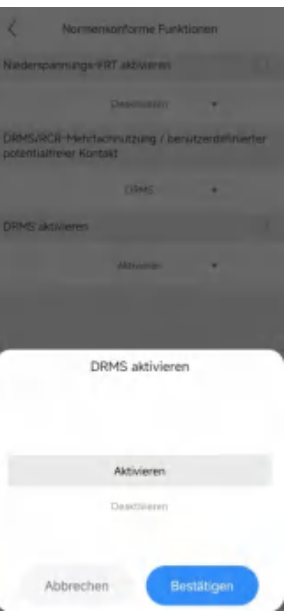 Normenkonforme Funktionen
Niederspannungs-FRT aktivieren
Deaktivieren
DRMS/RCR-Mehrfachnutzung / benutzerdefinierter
potentialfreier Kontakt
DRMS
DRMS aktivieren
Aktivieren
DRMS aktivieren
Aktivieren
Deaktivieren
Abbrechen
Bestätigen